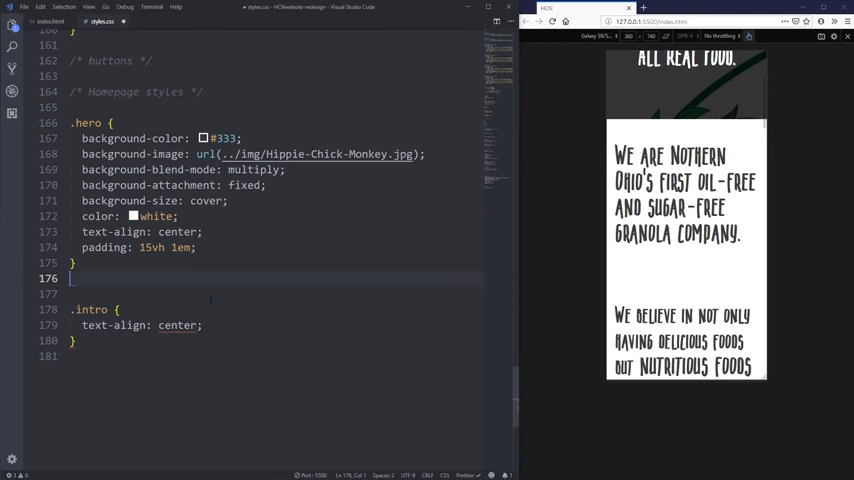 File Edit Selection View Go Debug Terminal Help
● styles.css - HCNwebsite-redesign - Visual Studio Code
HCN
index.html
styles.css
127.0.0.1:5500/index.html
Galaxy S9/S... 360 × 740 DPR: 4 No throttling
160 }
161
162 /* buttons */
163
164 /* Homepage styles */
165
166 .hero {
167 background-color: #333;
168 background-image: url(../img/Hippie-Chick-Monkey.jpg);
169 background-blend-mode: multiply;
170 background-attachment: fixed;
171 background-size: cover;
172 color: white;
173 text-align: center;
174 padding: 15vh 1em;
175 }
176
177
178 .intro {
179 text-align: center;
180 }
181
ALL REAL FOOD.
WE ARE NOTHERN
OHIO'S FIRST OIL-FREE
AND SUGAR-FREE
GRANOLA COMPANY.
WE BELIEVE IN NOT ONLY
HAVING DELICIOUS FOODS
BUT NUTRITIOUS FOODS
Port : 5500 Ln 176, Col 1 Spaces: 2 UTF-8 CRLF CSS Prettier